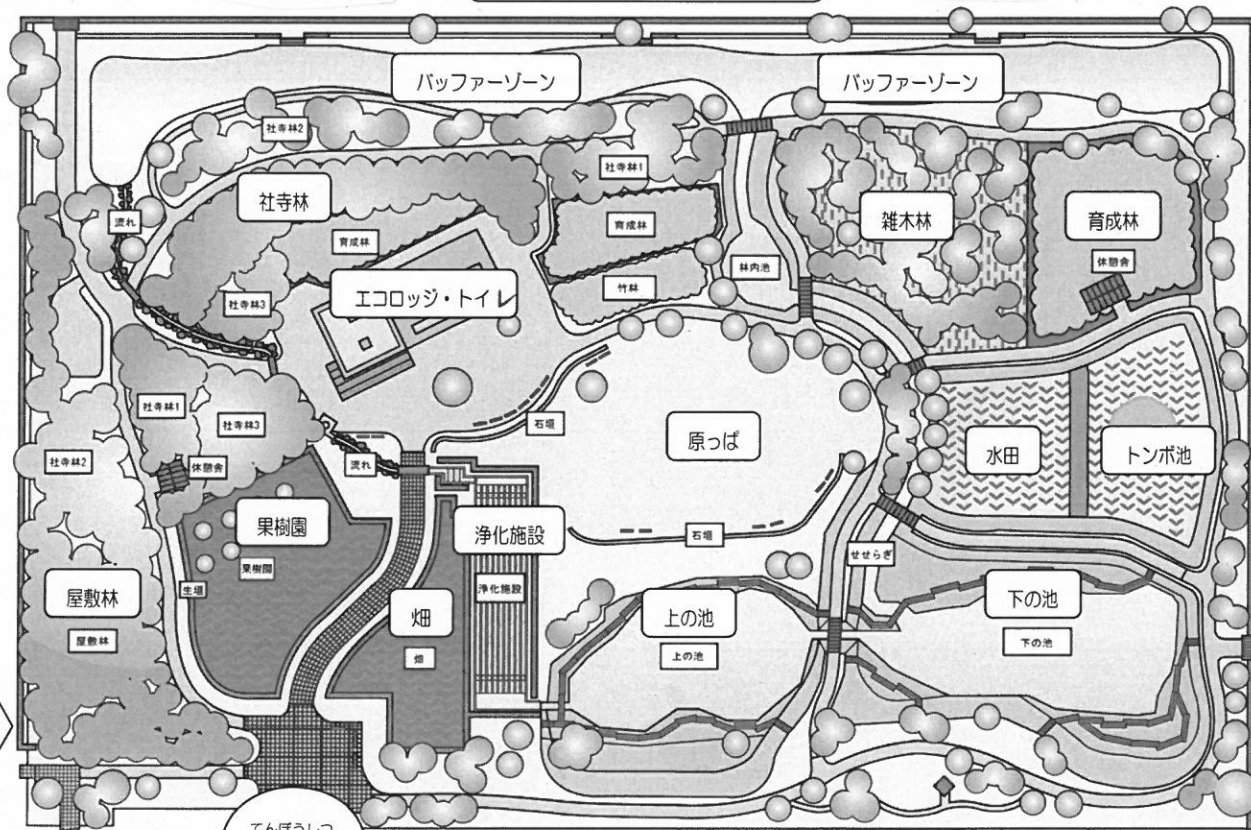 バッファーゾーン
バッファーゾーン
社寺林2
社寺林1
社寺林
流れ
育成林
育成林
雑木林
育成林
休憩舎
林内池
エコロッジ・トイレ
竹林
社寺林3
社寺林1
社寺林3
石垣
原っぱ
水田
トンボ池
社寺林2
休憩舎
流れ
果樹園
果樹園
浄化施設
石垣
せせらぎ
生垣
浄化施設
屋敷林
屋敷林
畑
畑
上の池
上の池
下の池
下の池